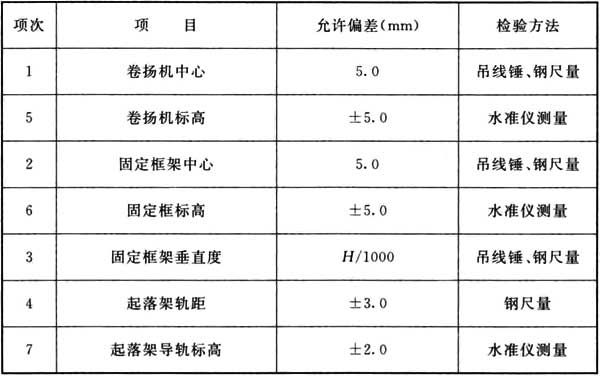 项次 项 目 允许偏差(mm) 检验方法
1 卷扬机中心 5.0 吊线锤、钢尺量
5 卷扬机标高 ±5.0 水准仪测量
2 固定框架中心 5.0 吊线锤、钢尺量
6 固定框标高 ±5.0 水准仪测量
3 固定框架垂直度 H/1000 吊线锤、钢尺量
4 起落架轨距 ±3.0 钢尺量
7 起落架导轨标高 ±2.0 水准仪测量